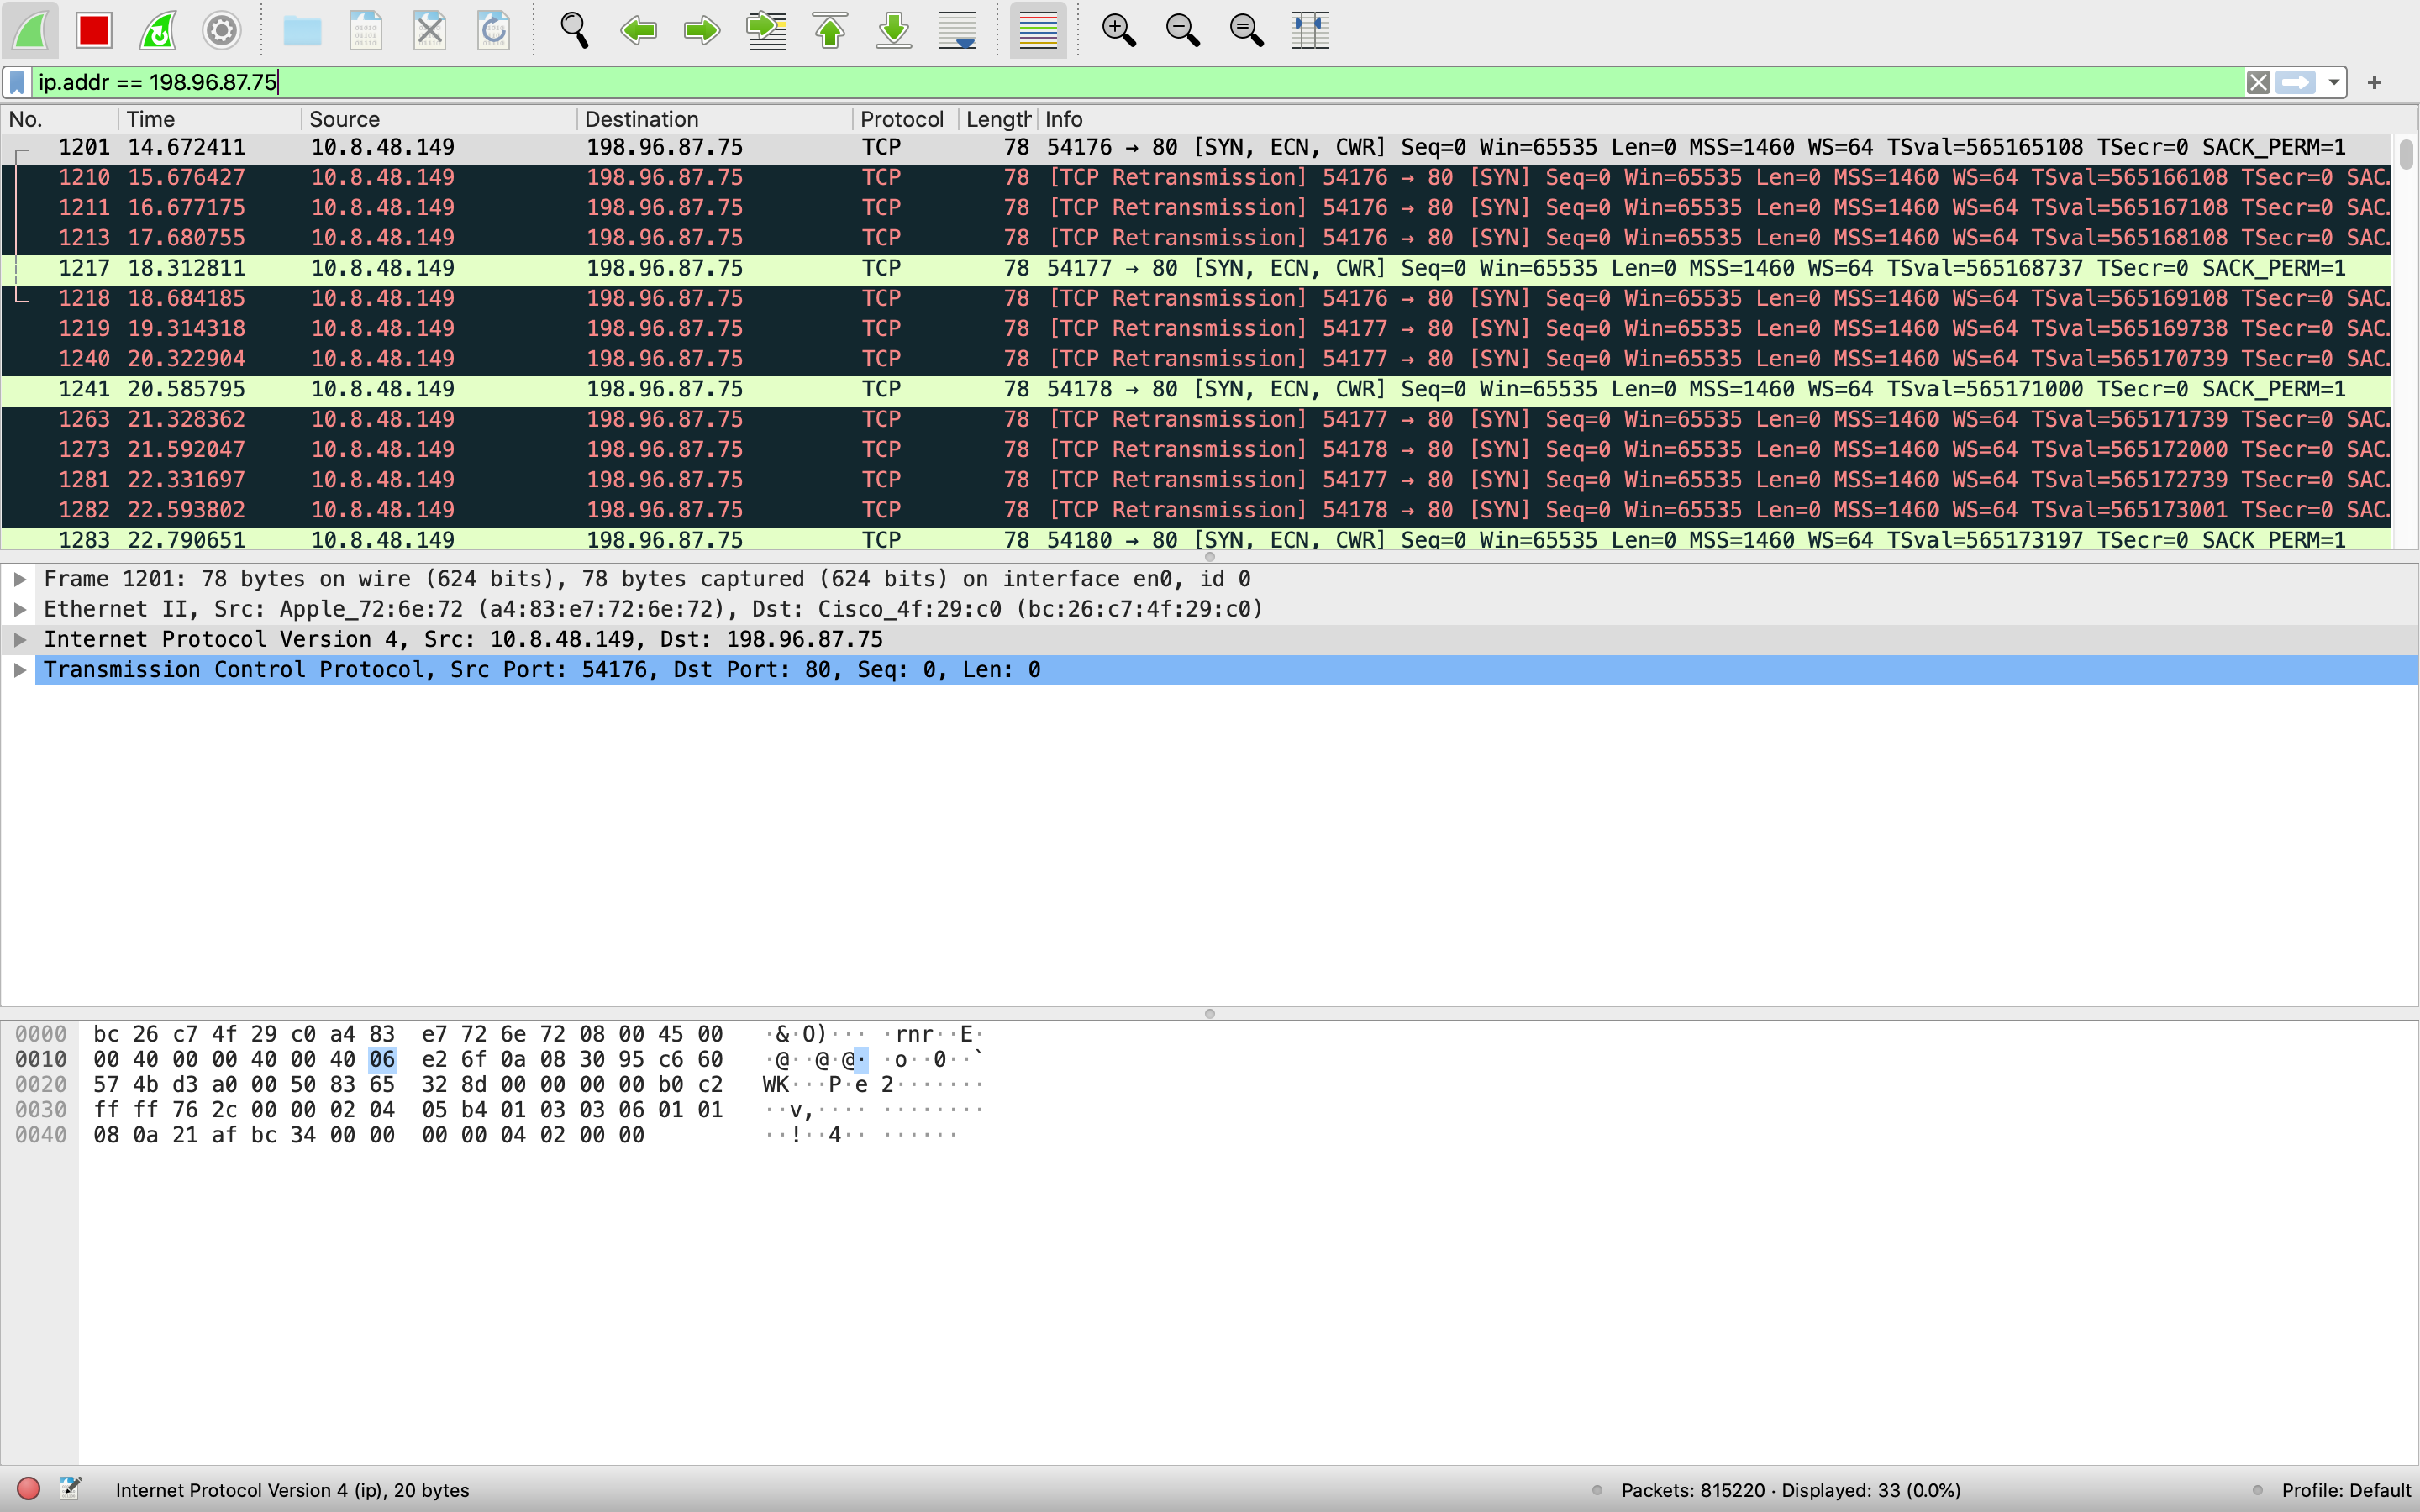 ip.addr == 198.96.87.75
No. Time Source Destination Protocol Length Info
1201 14.672411 10.8.48.149 198.96.87.75 TCP 78 54176 → 80 [SYN, ECN, CWR] Seq=0 Win=65535 Len=0 MSS=1460 WS=64 TSval=565165108 TSecr=0 SACK_PERM=1
1210 15.676427 10.8.48.149 198.96.87.75 TCP 78 [TCP Retransmission] 54176 → 80 [SYN] Seq=0 Win=65535 Len=0 MSS=1460 WS=64 TSval=565166108 TSecr=0 SAC.
1211 16.677175 10.8.48.149 198.96.87.75 TCP 78 [TCP Retransmission] 54176 → 80 [SYN] Seq=0 Win=65535 Len=0 MSS=1460 WS=64 TSval=565167108 TSecr=0 SAC.
1213 17.680755 10.8.48.149 198.96.87.75 TCP 78 [TCP Retransmission] 54176 → 80 [SYN] Seq=0 Win=65535 Len=0 MSS=1460 WS=64 TSval=565168108 TSecr=0 SAC.
1217 18.312811 10.8.48.149 198.96.87.75 TCP 78 54177 → 80 [SYN, ECN, CWR] Seq=0 Win=65535 Len=0 MSS=1460 WS=64 TSval=565168737 TSecr=0 SACK_PERM=1
1218 18.684185 10.8.48.149 198.96.87.75 TCP 78 [TCP Retransmission] 54176 → 80 [SYN] Seq=0 Win=65535 Len=0 MSS=1460 WS=64 TSval=565169108 TSecr=0 SAC.
1219 19.314318 10.8.48.149 198.96.87.75 TCP 78 [TCP Retransmission] 54177 → 80 [SYN] Seq=0 Win=65535 Len=0 MSS=1460 WS=64 TSval=565169738 TSecr=0 SAC.
1240 20.322904 10.8.48.149 198.96.87.75 TCP 78 [TCP Retransmission] 54177 → 80 [SYN] Seq=0 Win=65535 Len=0 MSS=1460 WS=64 TSval=565170739 TSecr=0 SAC.
1241 20.585795 10.8.48.149 198.96.87.75 TCP 78 54178 → 80 [SYN, ECN, CWR] Seq=0 Win=65535 Len=0 MSS=1460 WS=64 TSval=565171000 TSecr=0 SACK_PERM=1
1263 21.328362 10.8.48.149 198.96.87.75 TCP 78 [TCP Retransmission] 54177 → 80 [SYN] Seq=0 Win=65535 Len=0 MSS=1460 WS=64 TSval=565171739 TSecr=0 SAC.
1273 21.592047 10.8.48.149 198.96.87.75 TCP 78 [TCP Retransmission] 54178 → 80 [SYN] Seq=0 Win=65535 Len=0 MSS=1460 WS=64 TSval=565172000 TSecr=0 SAC.
1281 22.331697 10.8.48.149 198.96.87.75 TCP 78 [TCP Retransmission] 54177 → 80 [SYN] Seq=0 Win=65535 Len=0 MSS=1460 WS=64 TSval=565172739 TSecr=0 SAC.
1282 22.593802 10.8.48.149 198.96.87.75 TCP 78 [TCP Retransmission] 54178 → 80 [SYN] Seq=0 Win=65535 Len=0 MSS=1460 WS=64 TSval=565173001 TSecr=0 SAC.
1283 22.790651 10.8.48.149 198.96.87.75 TCP 78 54180 → 80 [SYN, ECN, CWR] Seq=0 Win=65535 Len=0 MSS=1460 WS=64 TSval=565173197 TSecr=0 SACK_PERM=1
Frame 1201: 78 bytes on wire (624 bits), 78 bytes captured (624 bits) on interface en0, id 0
Ethernet II, Src: Apple_72:6e:72 (a4:83:e7:72:6e:72), Dst: Cisco_4f:29:c0 (bc:26:c7:4f:29:c0)
Internet Protocol Version 4, Src: 10.8.48.149, Dst: 198.96.87.75
Transmission Control Protocol, Src Port: 54176, Dst Port: 80, Seq: 0, Len: 0
0000 bc 26 c7 4f 29 c0 a4 83 e7 72 6e 72 08 00 45 00 ·&·O)··· ·rnr··E·
0010 00 40 00 00 40 00 40 06 e2 6f 0a 08 30 95 c6 60 ·@··@·@· ·o··0··`
0020 57 4b d3 a0 00 50 83 65 32 8d 00 00 00 00 b0 c2 WK···P·e 2·······
0030 ff ff 76 2c 00 00 02 04 05 b4 01 03 03 06 01 01 ··v,···· ········
0040 08 0a 21 af bc 34 00 00 00 00 04 02 00 00 ··!··4·· ······
Internet Protocol Version 4 (ip), 20 bytes
Packets: 815220 · Displayed: 33 (0.0%)
Profile: Default